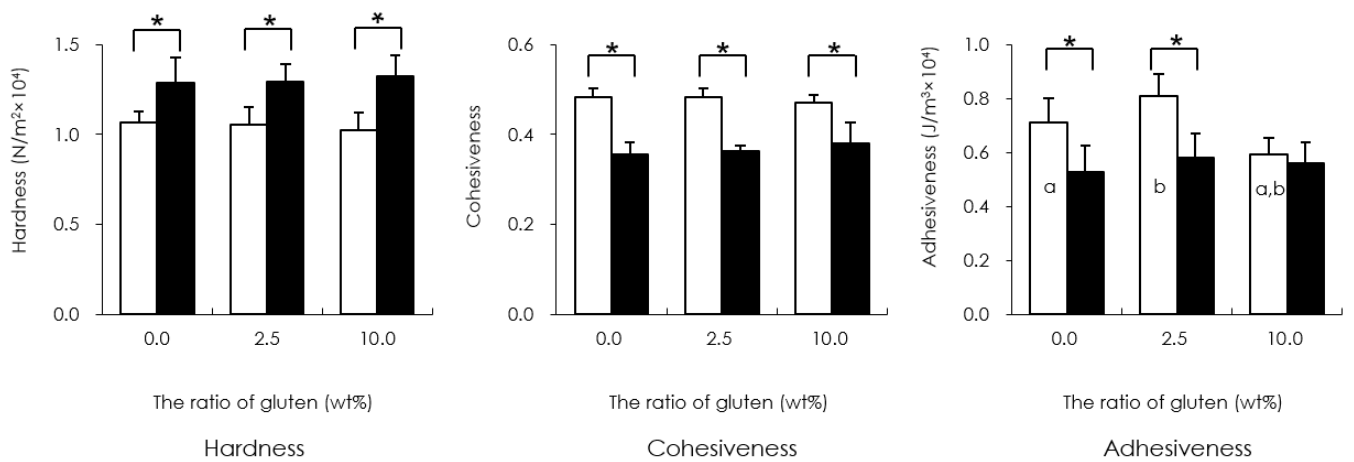 * * *
1.5
1.0
0.5
0.0
Hardness (N/m²×10⁴)
0.0 2.5 10.0
The ratio of gluten (wt%)
Hardness
* * *
0.6
0.4
0.2
0.0
Cohesiveness
0.0 2.5 10.0
The ratio of gluten (wt%)
Cohesiveness
* *
1.0
0.8
0.6
0.4
0.2
0.0
Adhesiveness (J/m³×10⁴)
a b a,b
0.0 2.5 10.0
The ratio of gluten (wt%)
Adhesiveness